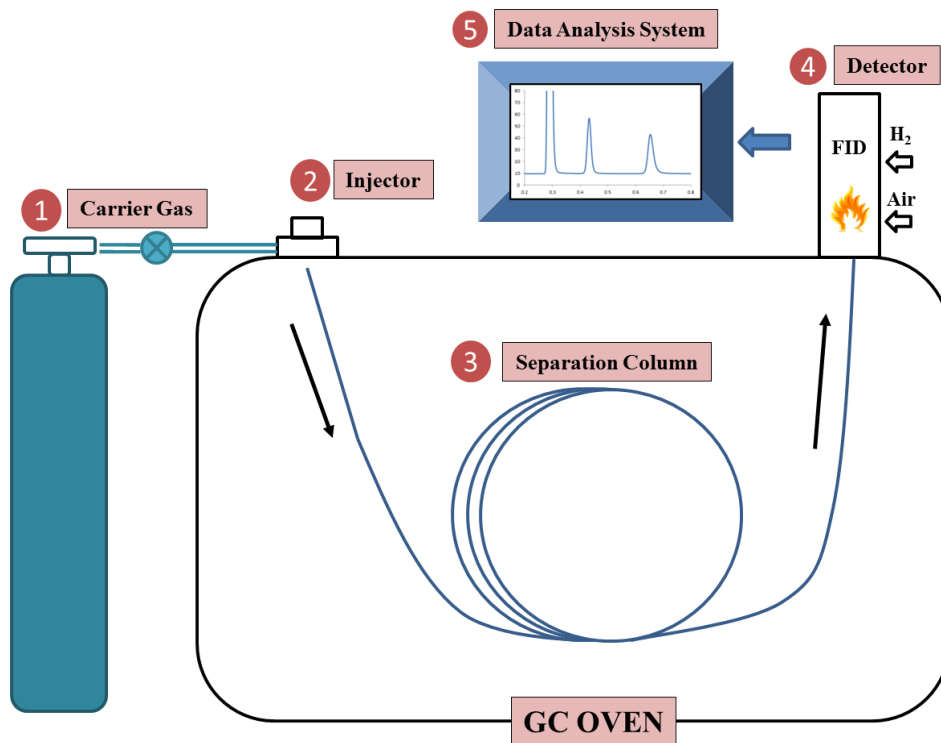 5 Data Analysis System
4 Detector
80
70
60
50
40
30
20
10
0
0.2 0.3 0.4 0.5 0.6 0.7 0.8
FID
H₂
Air
2 Injector
1 Carrier Gas
3 Separation Column
GC OVEN